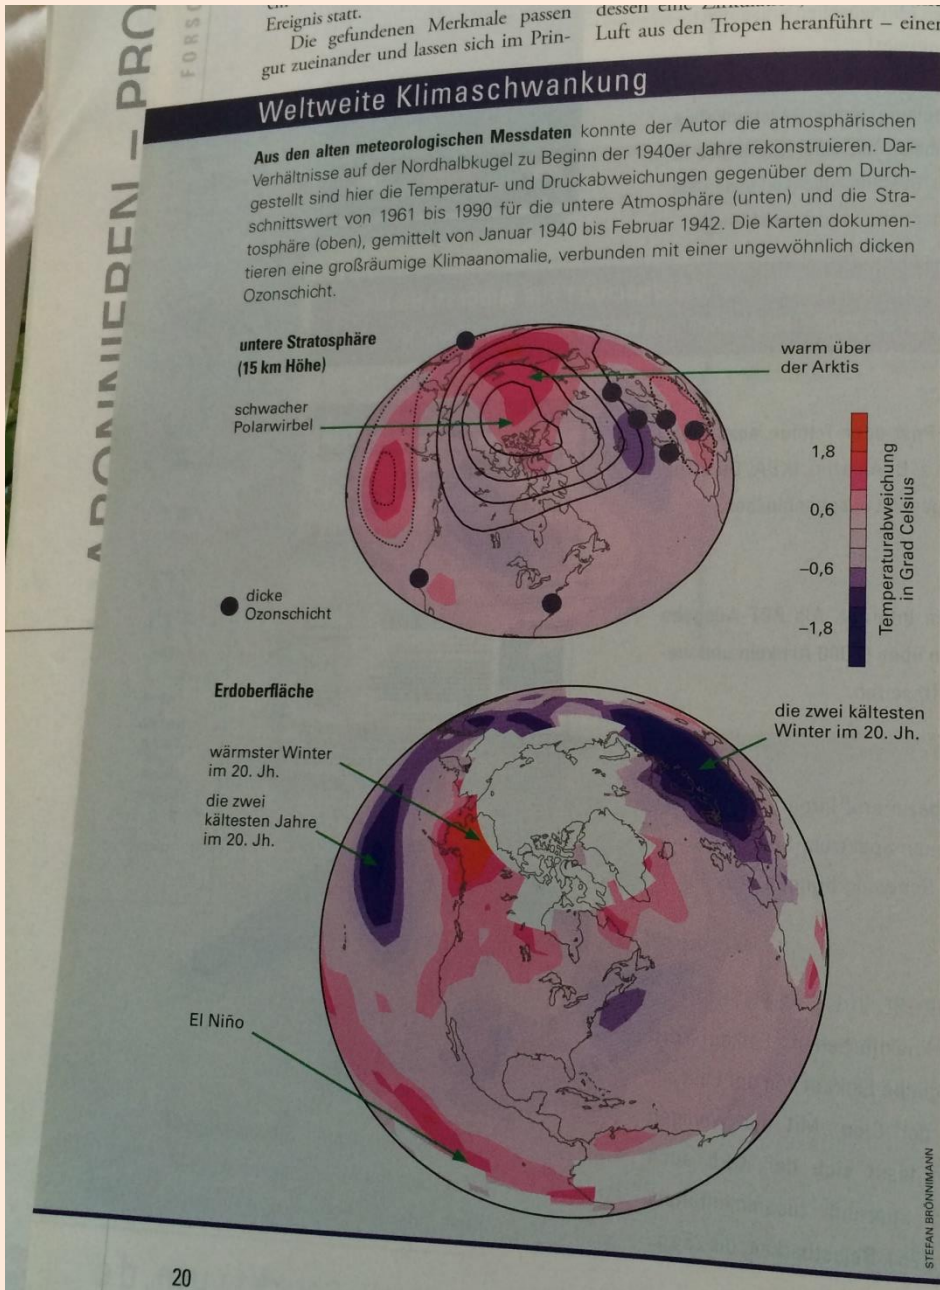 Ereignis statt.
Die gefundenen Merkmale passen
gut zueinander und lassen sich im Prin-
dessen eine
Luft aus den Tropen heranführt – einer
FORSC
ABONNIEREN – PRO
Weltweite Klimaschwankung
Aus den alten meteorologischen Messdaten konnte der Autor die atmosphärischen
Verhältnisse auf der Nordhalbkugel zu Beginn der 1940er Jahre rekonstruieren. Dar-
gestellt sind hier die Temperatur- und Druckabweichungen gegenüber dem Durch-
schnittswert von 1961 bis 1990 für die untere Atmosphäre (unten) und die Stra-
tosphäre (oben), gemittelt von Januar 1940 bis Februar 1942. Die Karten dokumen-
tieren eine großräumige Klimaanomalie, verbunden mit einer ungewöhnlich dicken
Ozonschicht.
untere Stratosphäre
(15 km Höhe)
warm über
der Arktis
schwacher
Polarwirbel
1,8
0,6
–0,6
–1,8
Temperaturabweichung
in Grad Celsius
dicke
Ozonschicht
Erdoberfläche
die zwei kältesten
Winter im 20. Jh.
wärmster Winter
im 20. Jh.
die zwei
kältesten Jahre
im 20. Jh.
El Niño
STEFAN BRÖNNIMANN
20